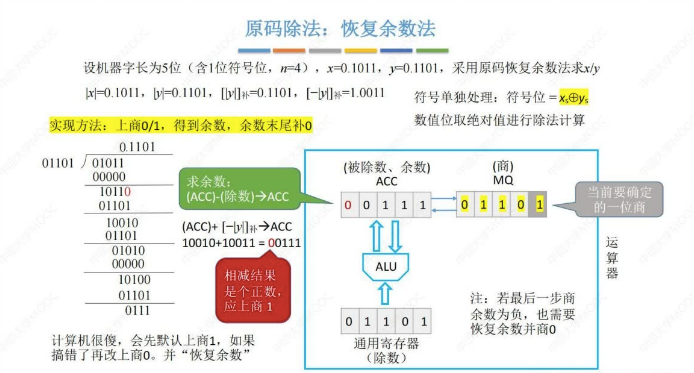 原码除法：恢复余数法
设机器字长为5位（含1位符号位，n=4），x=0.1011，y=0.1101，采用原码恢复余数法求x/y
|x|=0.1011，|y|=0.1101，[|y|]补=0.1101，[−|y|]补=1.0011
符号单独处理：符号位 = xₛ⊕yₛ
数值位取绝对值进行除法计算
实现方法：上商0/1，得到余数，余数末尾补0
0.1101
01101 / 01011
00000
10110
01101
10010
01101
01010
00000
10100
01101
0111
求余数：
(ACC)-(除数)→ACC
(ACC)+ [−|y|]补→ACC
10010+10011 = 00111
相减结果
是个正数，
应上商 1
(被除数、余数)
ACC
0 0 1 1 1
(商)
MQ
0 1 1 0 1
当前要确定
的一位商
ALU
0 1 1 0 1
通用寄存器
（除数）
运算器
注：若最后一步商
余数为负，也需要
恢复余数并商0
计算机很傻，会先默认上商1，如果
搞错了再改上商0。并“恢复余数”